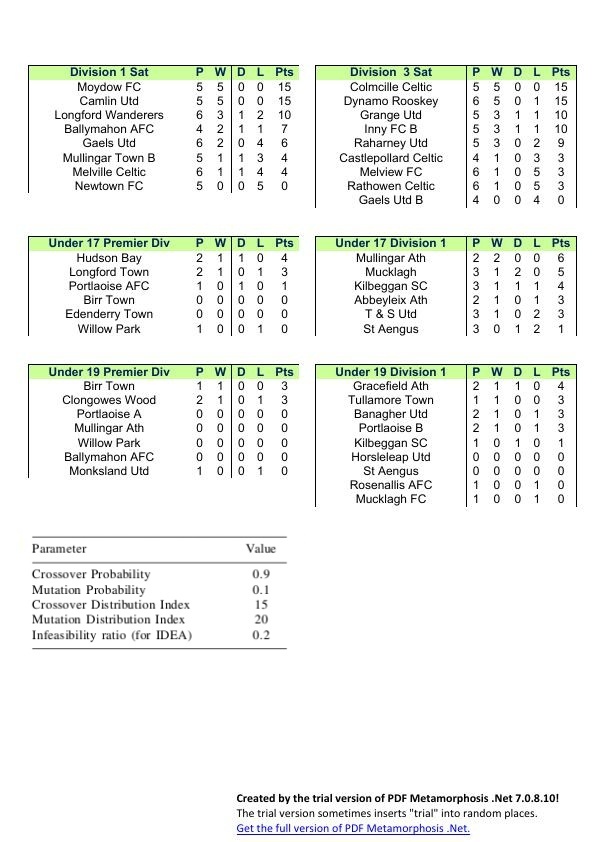 Division 1 Sat P W D L Pts
Moydow FC 5 5 0 0 15
Camlin Utd 5 5 0 0 15
Longford Wanderers 6 3 1 2 10
Ballymahon AFC 4 2 1 1 7
Gaels Utd 6 2 0 4 6
Mullingar Town B 5 1 1 3 4
Melville Celtic 6 1 1 4 4
Newtown FC 5 0 0 5 0
Division 3 Sat P W D L Pts
Colmcille Celtic 5 5 0 0 15
Dynamo Rooskey 6 5 0 1 15
Grange Utd 5 3 1 1 10
Inny FC B 5 3 1 1 10
Raharney Utd 5 3 0 2 9
Castlepollard Celtic 4 1 0 3 3
Melview FC 6 1 0 5 3
Rathowen Celtic 6 1 0 5 3
Gaels Utd B 4 0 0 4 0
Under 17 Premier Div P W D L Pts
Hudson Bay 2 1 1 0 4
Longford Town 2 1 0 1 3
Portlaoise AFC 1 0 1 0 1
Birr Town 0 0 0 0 0
Edenderry Town 0 0 0 0 0
Willow Park 1 0 0 1 0
Under 17 Division 1 P W D L Pts
Mullingar Ath 2 2 0 0 6
Mucklagh 3 1 2 0 5
Kilbeggan SC 3 1 1 1 4
Abbeyleix Ath 2 1 0 1 3
T & S Utd 3 1 0 2 3
St Aengus 3 0 1 2 1
Under 19 Premier Div P W D L Pts
Birr Town 1 1 0 0 3
Clongowes Wood 2 1 0 1 3
Portlaoise A 0 0 0 0 0
Mullingar Ath 0 0 0 0 0
Willow Park 0 0 0 0 0
Ballymahon AFC 0 0 0 0 0
Monksland Utd 1 0 0 1 0
Under 19 Division 1 P W D L Pts
Gracefield Ath 2 1 1 0 4
Tullamore Town 1 1 0 0 3
Banagher Utd 2 1 0 1 3
Portlaoise B 2 1 0 1 3
Kilbeggan SC 1 0 1 0 1
Horsleleap Utd 0 0 0 0 0
St Aengus 0 0 0 0 0
Rosenallis AFC 1 0 0 1 0
Mucklagh FC 1 0 0 1 0
Parameter Value
Crossover Probability 0.9
Mutation Probability 0.1
Crossover Distribution Index 15
Mutation Distribution Index 20
Infeasibility ratio (for IDEA) 0.2
Created by the trial version of PDF Metamorphosis .Net 7.0.8.10!
The trial version sometimes inserts "trial" into random places.
Get the full version of PDF Metamorphosis .Net.